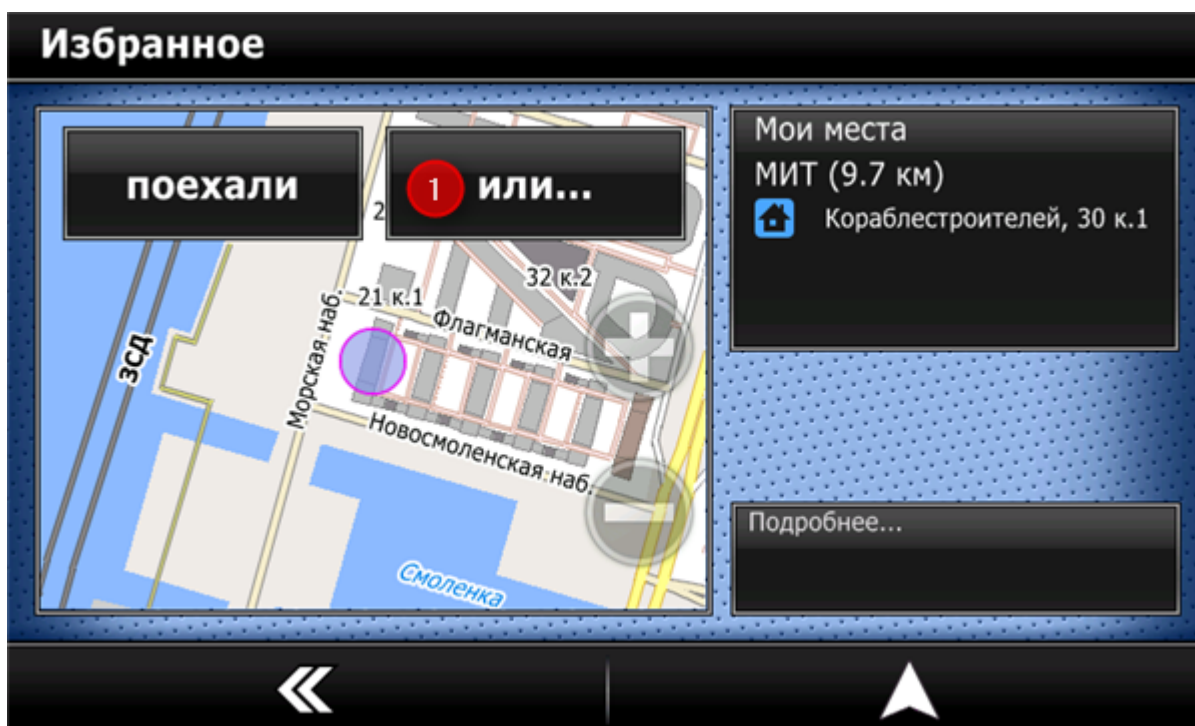 Избранное
поехали
1 или...
2
32 к.2
21 к.1
Флагманская
Морская наб.
ЗСД
Новосмоленская наб.
Смоленка
Мои места
МИТ (9.7 км)
Кораблестроителей, 30 к.1
Подробнее...